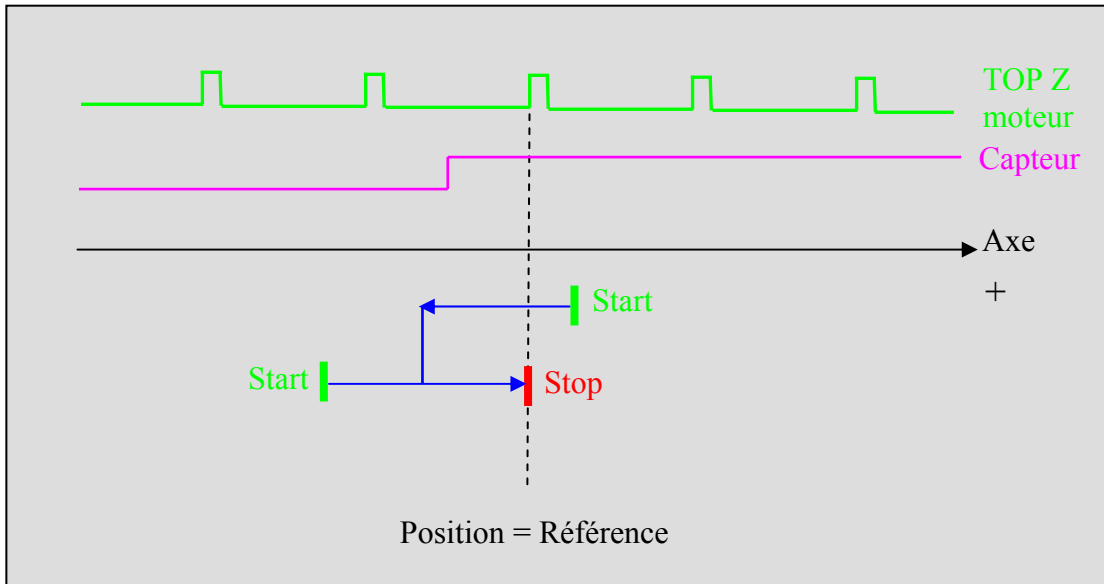 TOP Z
moteur
Capteur
Axe
+
Start
Start
Stop
Position = Référence